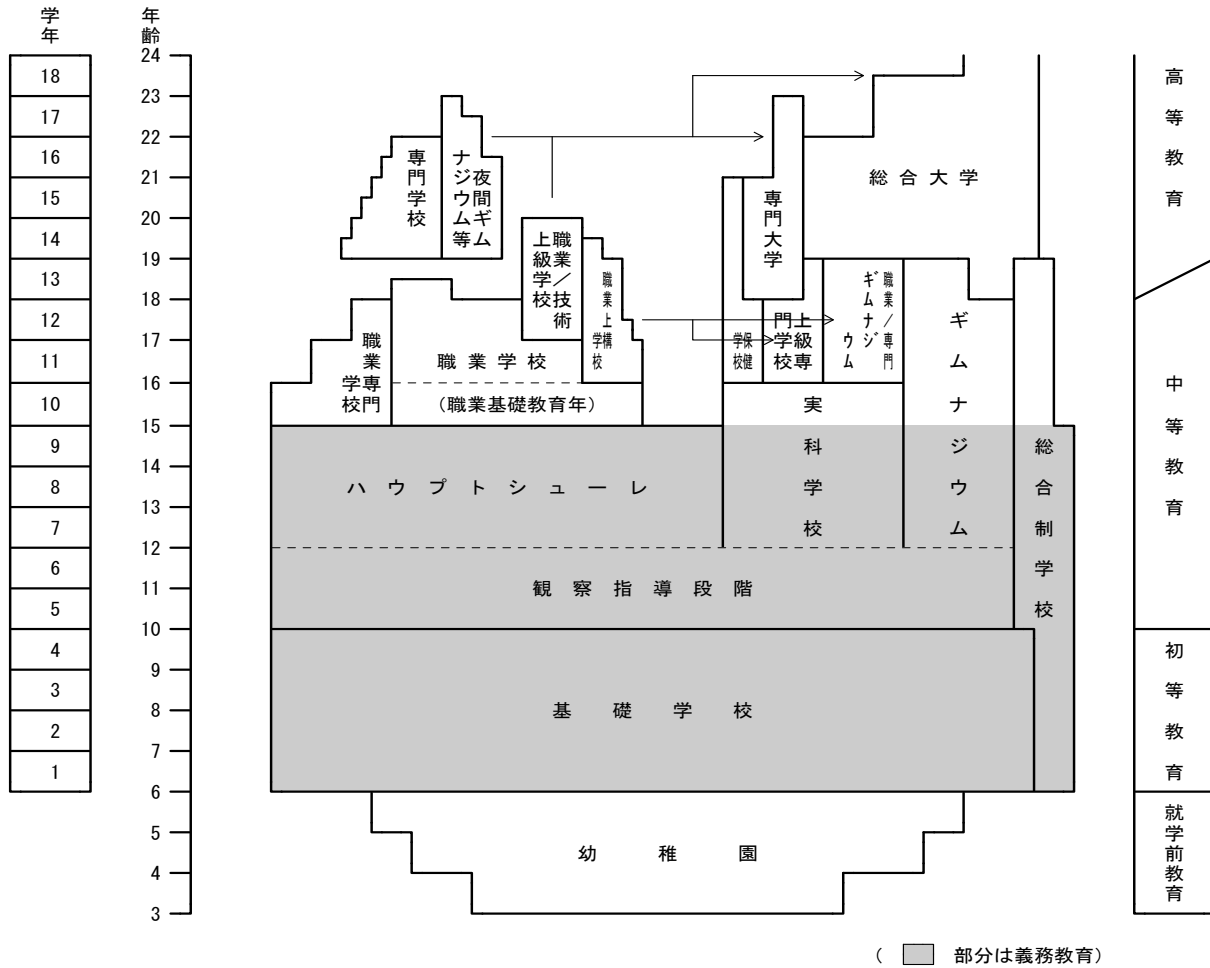 学年
年齢
24
18
23
17
22
16
21
15
20
14
19
13
18
12
17
11
16
10
15
9
14
8
13
7
12
6
11
5
10
4
9
3
8
2
7
1
6
5
4
3
専門学校
夜間ギム
ナジウム等
職業/技術
上級学校
職業上構
学校
職業専門
学校
職業学校
(職業基礎教育年)
専門大学
総合大学
保健
学校
上級専
門学校
職業/専門
ギムナジ
ウム
実科学校
ギムナジウム
総合制学校
ハウプトシューレ
観察指導段階
基礎学校
幼稚園
高等教育
中等教育
初等教育
就学前教育
( 部分は義務教育)